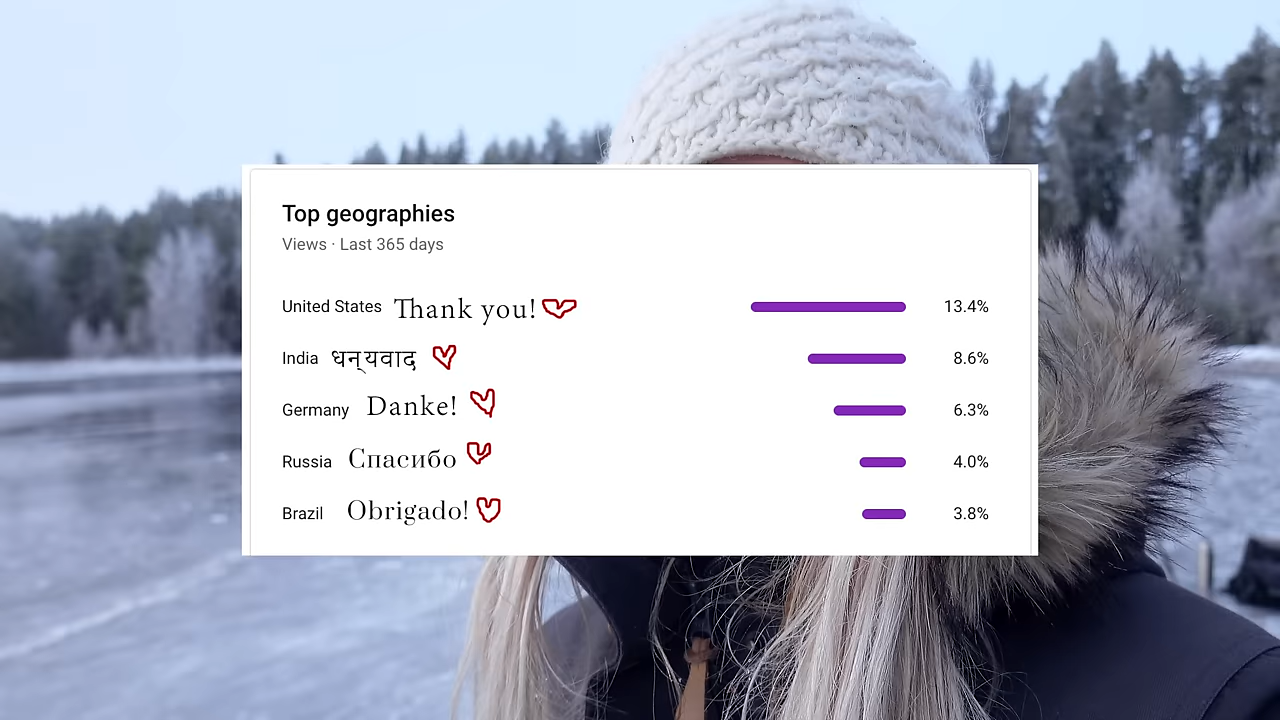 Top geographies
Views · Last 365 days
United States Thank you! 13.4%
India धन्यवाद 8.6%
Germany Danke! 6.3%
Russia Спасибо 4.0%
Brazil Obrigado! 3.8%